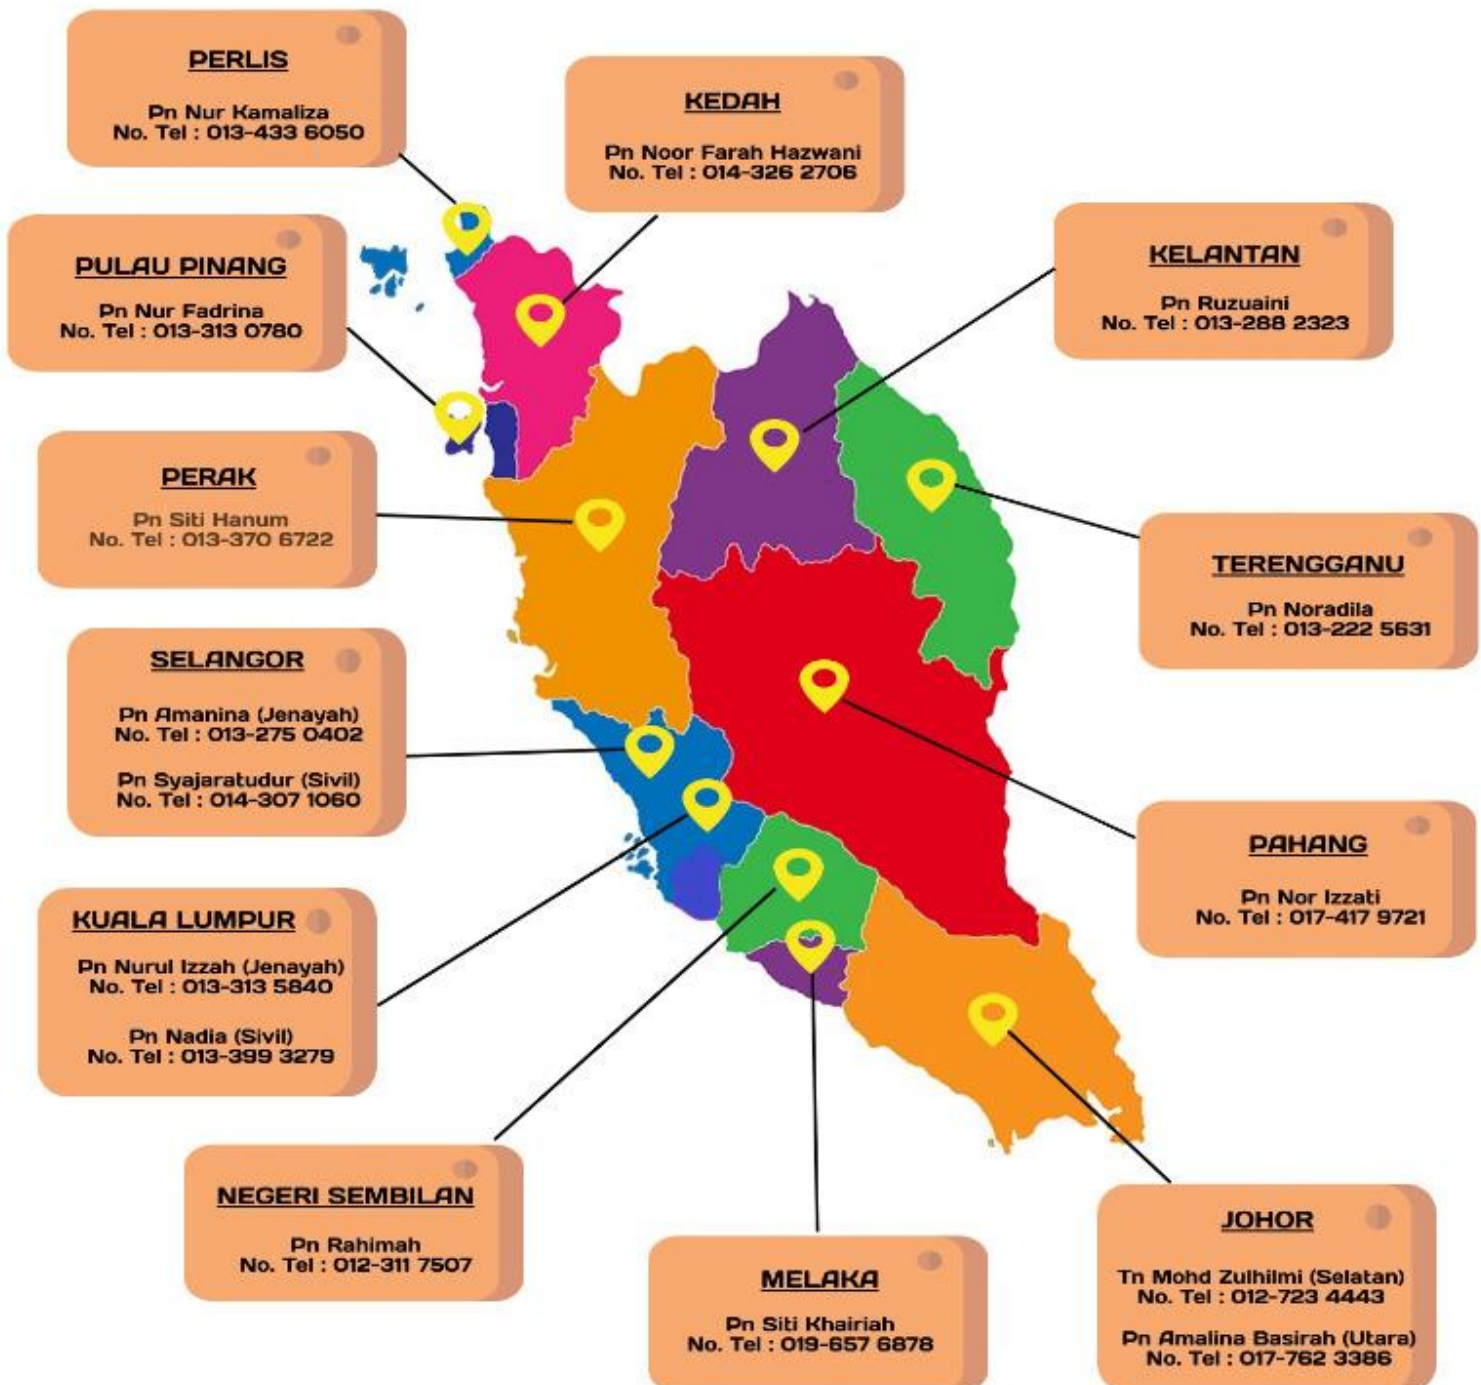 PERLIS
Pn Nur Kamaliza
No. Tel : 013-433 6050
KEDAH
Pn Noor Farah Hazwani
No. Tel : 014-326 2706
PULAU PINANG
Pn Nur Fadrina
No. Tel : 013-313 0780
KELANTAN
Pn Ruzuaini
No. Tel : 013-288 2323
PERAK
Pn Siti Hanum
No. Tel : 013-370 6722
TERENGGANU
Pn Noradila
No. Tel : 013-222 5631
SELANGOR
Pn Amanina (Jenayah)
No. Tel : 013-275 0402
Pn Syajaratudur (Sivil)
No. Tel : 014-307 1060
PAHANG
Pn Nor Izzati
No. Tel : 017-417 9721
KUALA LUMPUR
Pn Nurul Izzah (Jenayah)
No. Tel : 013-313 5840
Pn Nadia (Sivil)
No. Tel : 013-399 3279
NEGERI SEMBILAN
Pn Rahimah
No. Tel : 012-311 7507
MELAKA
Pn Siti Khairiah
No. Tel : 019-657 6878
JOHOR
Tn Mohd Zulhilmi (Selatan)
No. Tel : 012-723 4443
Pn Amalina Basirah (Utara)
No. Tel : 017-762 3386